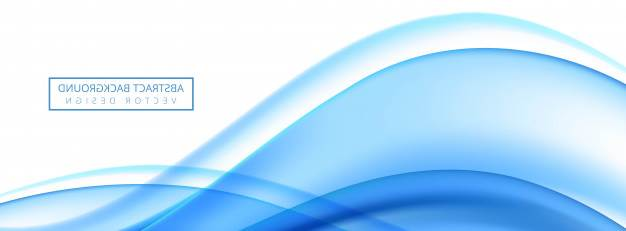 ABSTRACT BACKGROUND
VECTOR DESIGN